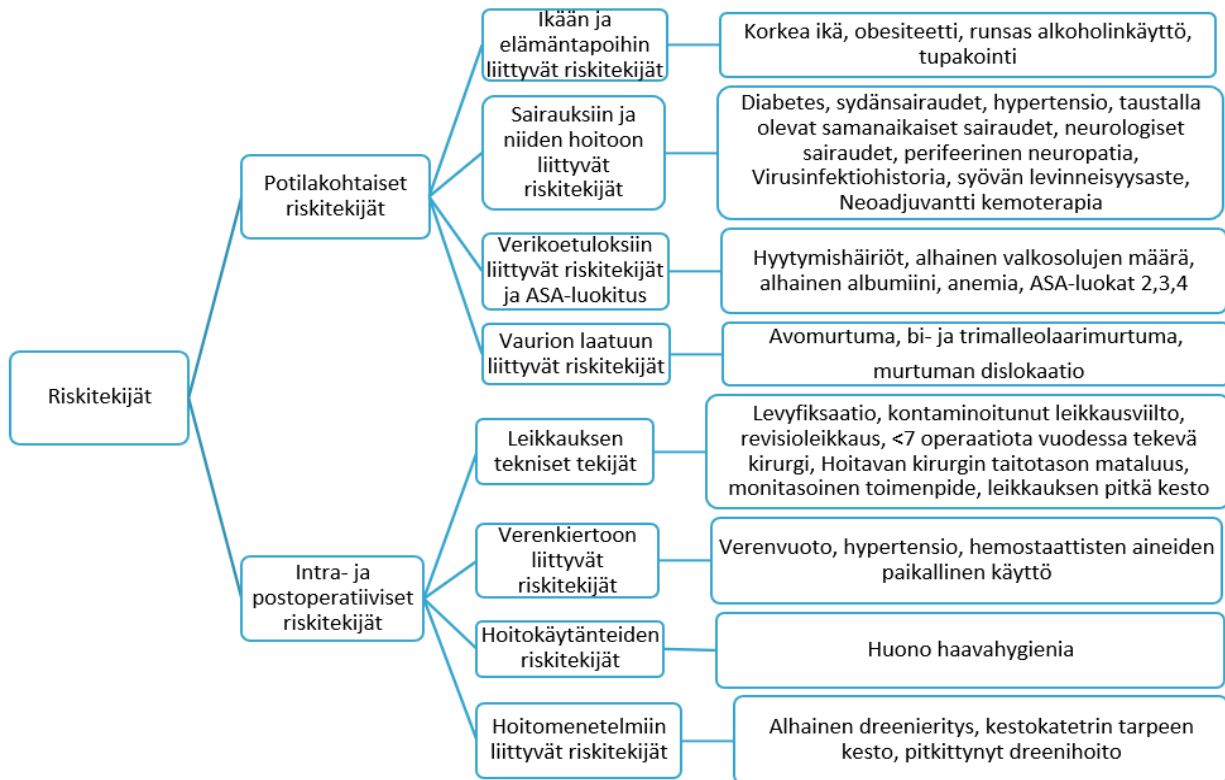 Riskitekijät
Potilakohtaiset
riskitekijät
Ikään ja
elämäntapoihin
liittyvät riskitekijät
Korkea ikä, obesiteetti, runsas alkoholinkäyttö,
tupakointi
Sairauksiin ja
niiden hoitoon
liittyvät
riskitekijät
Diabetes, sydänsairaudet, hypertensio, taustalla
olevat samanaikaiset sairaudet, neurologiset
sairaudet, perifeerinen neuropatia,
Virusinfektiohistoria, syövän levinneisyysaste,
Neoadjuvantti kemoterapia
Verikoetuloksiin
liittyvät riskitekijät
ja ASA-luokitus
Hyytymishäiriöt, alhainen valkosolujen määrä,
alhainen albumiini, anemia, ASA-luokat 2,3,4
Vaurion laatuun
liittyvät riskitekijät
Avomurtuma, bi- ja trimalleolaarimurtuma,
murtuman dislokaatio
Intra- ja
postoperatiiviset
riskitekijät
Leikkauksen
tekniset tekijät
Levyfiksaatio, kontaminoitunut leikkausviilto,
revisioleikkaus, <7 operaatiota vuodessa tekevä
kirurgi, Hoitavan kirurgin taitotason mataluus,
monitasoinen toimenpide, leikkauksen pitkä kesto
Verenkiertoon
liittyvät
riskitekijät
Verenvuoto, hypertensio, hemostaattisten aineiden
paikallinen käyttö
Hoitokäytänteiden
riskitekijät
Huono haavahygienia
Hoitomenetelmiin
liittyvät riskitekijät
Alhainen dreenieritys, kestokatetrin tarpeen
kesto, pitkittynyt dreenihoito